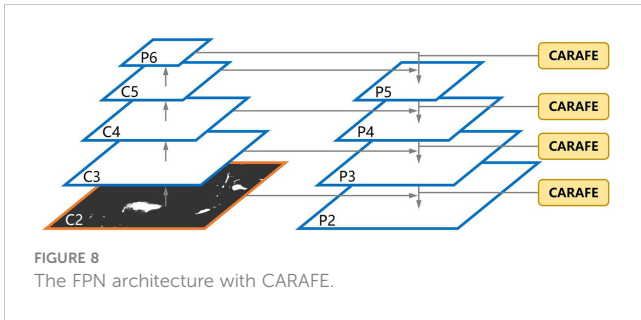 P6
CARAFE
C5
P5
CARAFE
C4
P4
CARAFE
C3
P3
CARAFE
C2
P2
FIGURE 8
The FPN architecture with CARAFE.